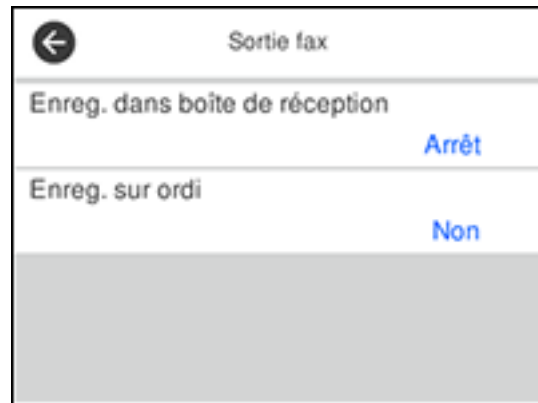 Sortie fax
Enreg. dans boîte de réception
Arrêt
Enreg. sur ordi
Non